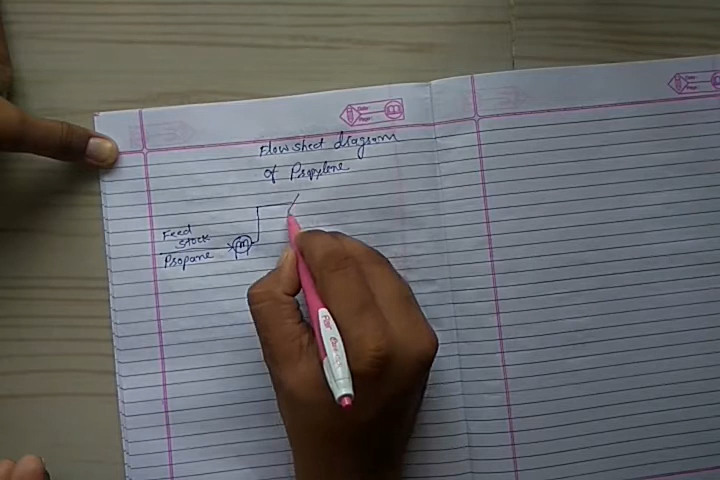 Flow sheet diagram
of Propylene
Feed
stock
Propane
M